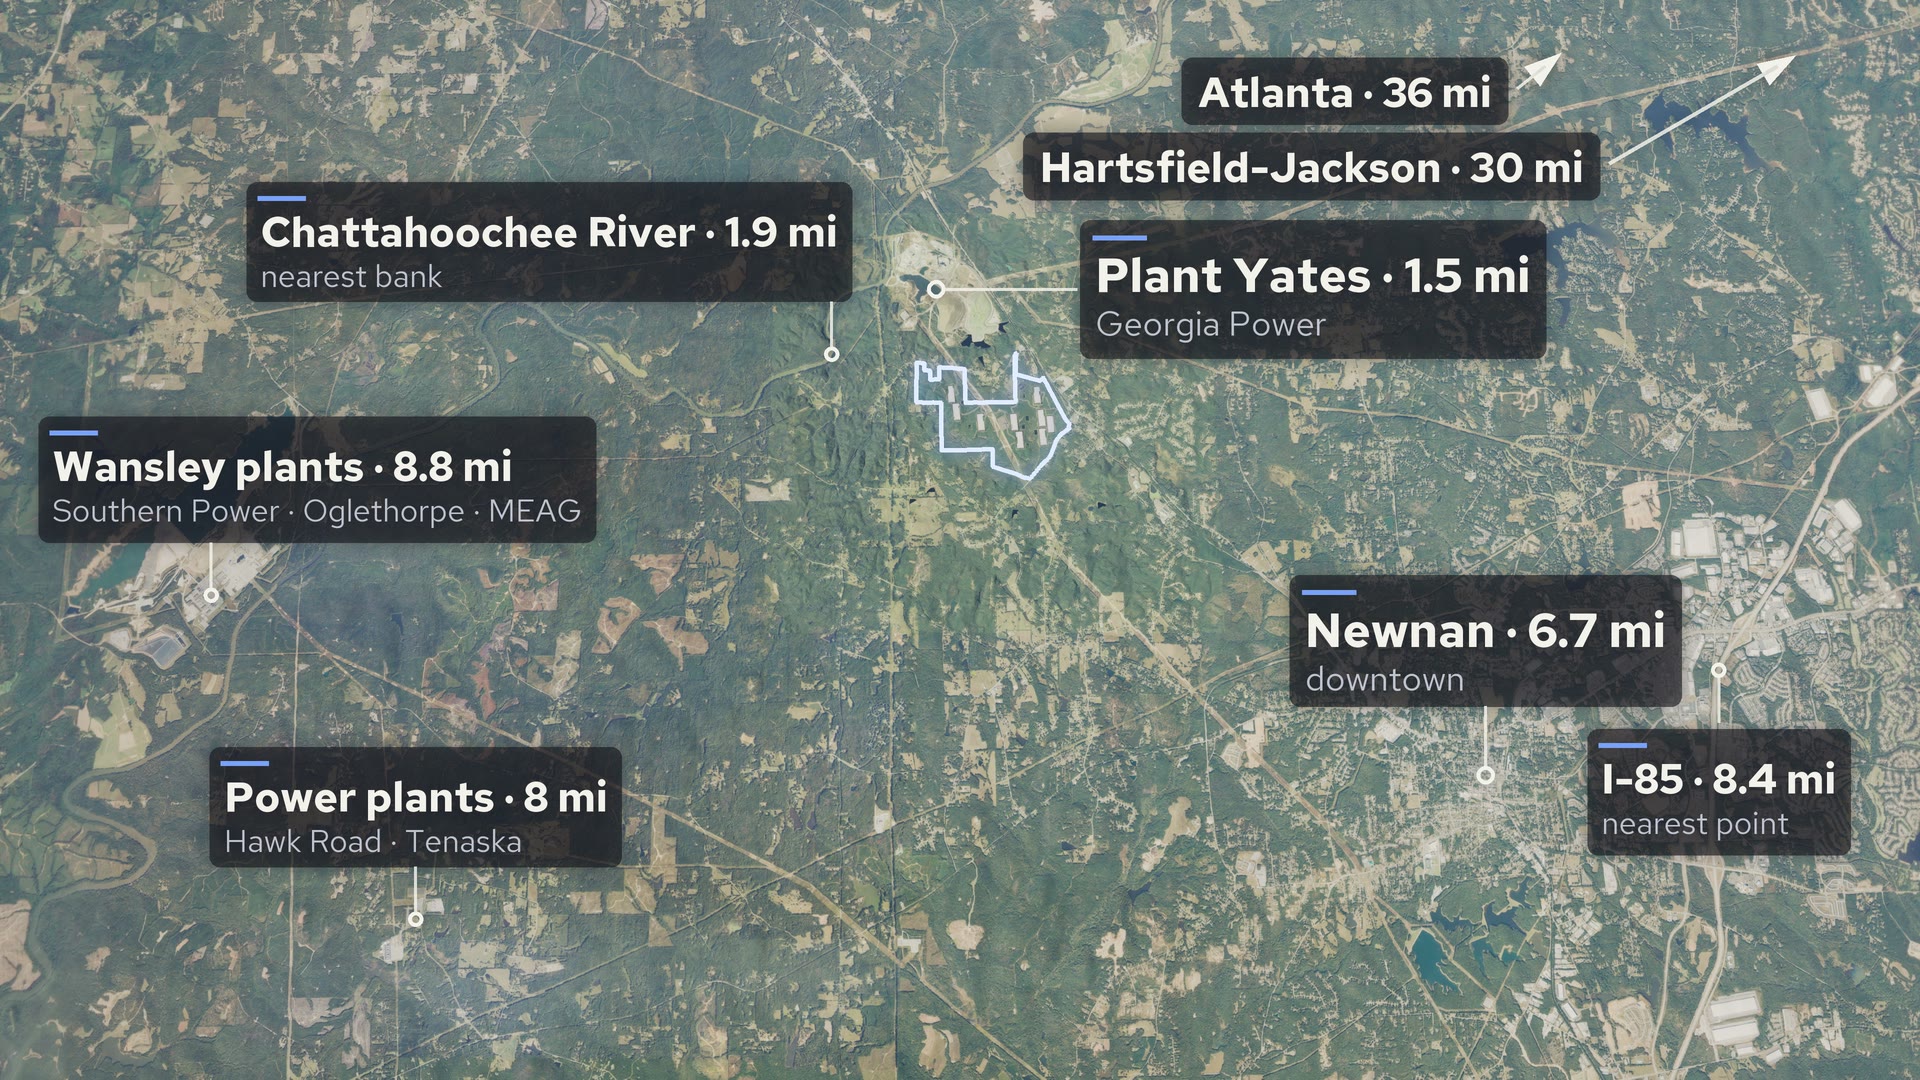 Atlanta · 36 mi
Hartsfield-Jackson · 30 mi
Chattahoochee River · 1.9 mi
nearest bank
Plant Yates · 1.5 mi
Georgia Power
Wansley plants · 8.8 mi
Southern Power · Oglethorpe · MEAG
Newnan · 6.7 mi
downtown
I-85 · 8.4 mi
nearest point
Power plants · 8 mi
Hawk Road · Tenaska